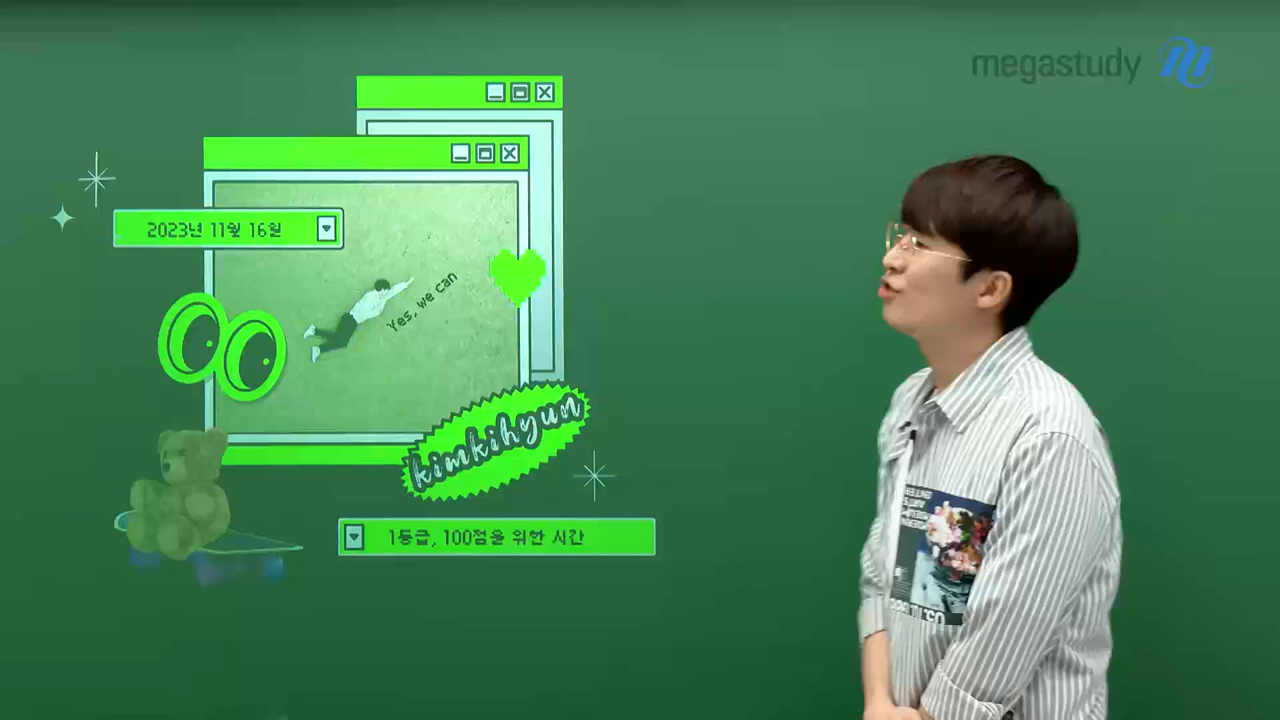 megastudy
2023년 11월 16일
Yes, we can
kimkihyun
1등급, 100점을 위한 시간